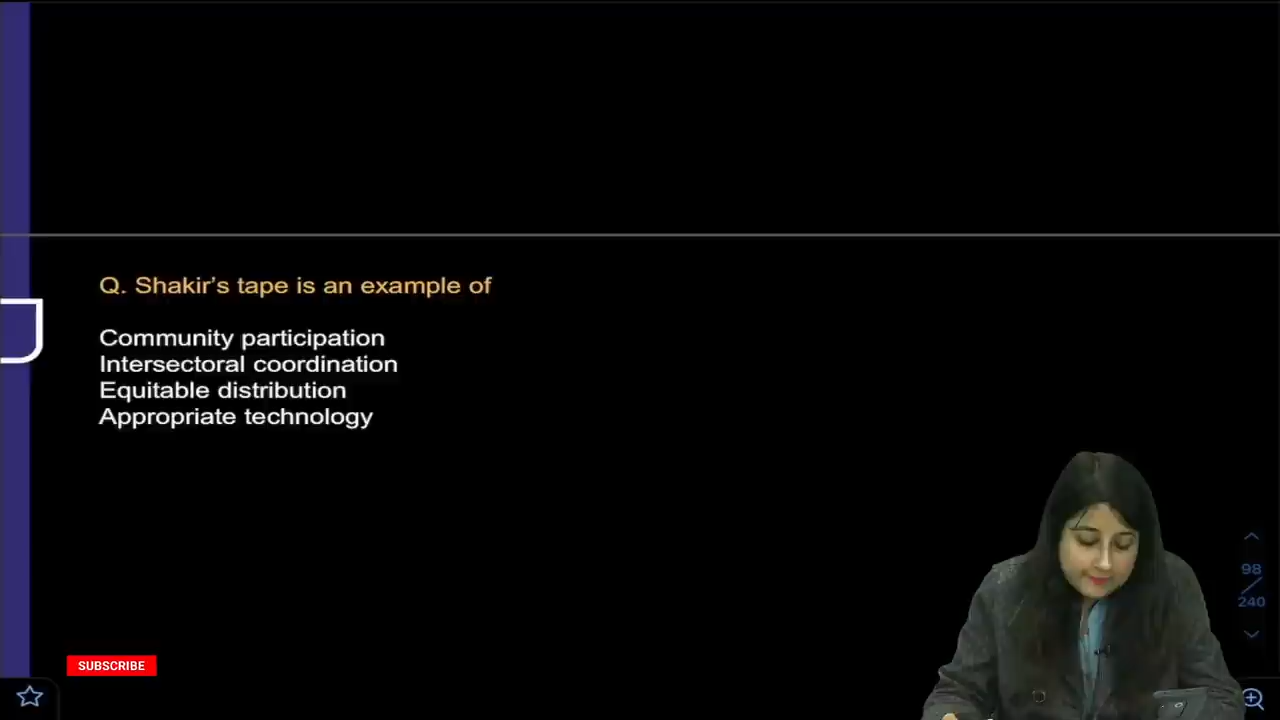 Q. Shakir's tape is an example of
Community participation
Intersectoral coordination
Equitable distribution
Appropriate technology
98
240
SUBSCRIBE